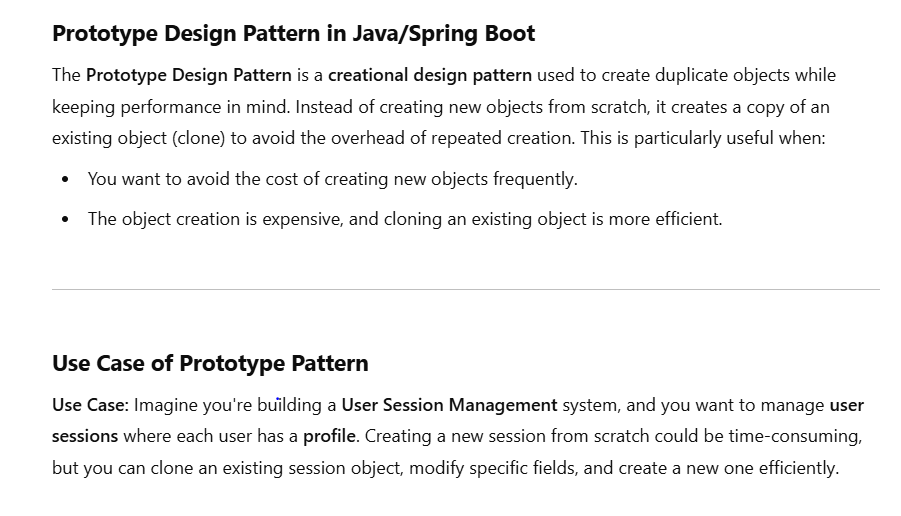 Prototype Design Pattern in Java/Spring Boot
The Prototype Design Pattern is a creational design pattern used to create duplicate objects while
keeping performance in mind. Instead of creating new objects from scratch, it creates a copy of an
existing object (clone) to avoid the overhead of repeated creation. This is particularly useful when:
• You want to avoid the cost of creating new objects frequently.
• The object creation is expensive, and cloning an existing object is more efficient.
Use Case of Prototype Pattern
Use Case: Imagine you're building a User Session Management system, and you want to manage user
sessions where each user has a profile. Creating a new session from scratch could be time-consuming,
but you can clone an existing session object, modify specific fields, and create a new one efficiently.